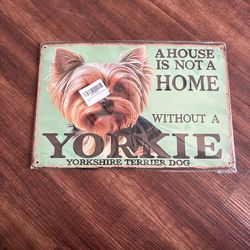 A HOUSE
IS NOT A
HOME
WITHOUT A
YORKIE
YORKSHIRE TERRIER DOG